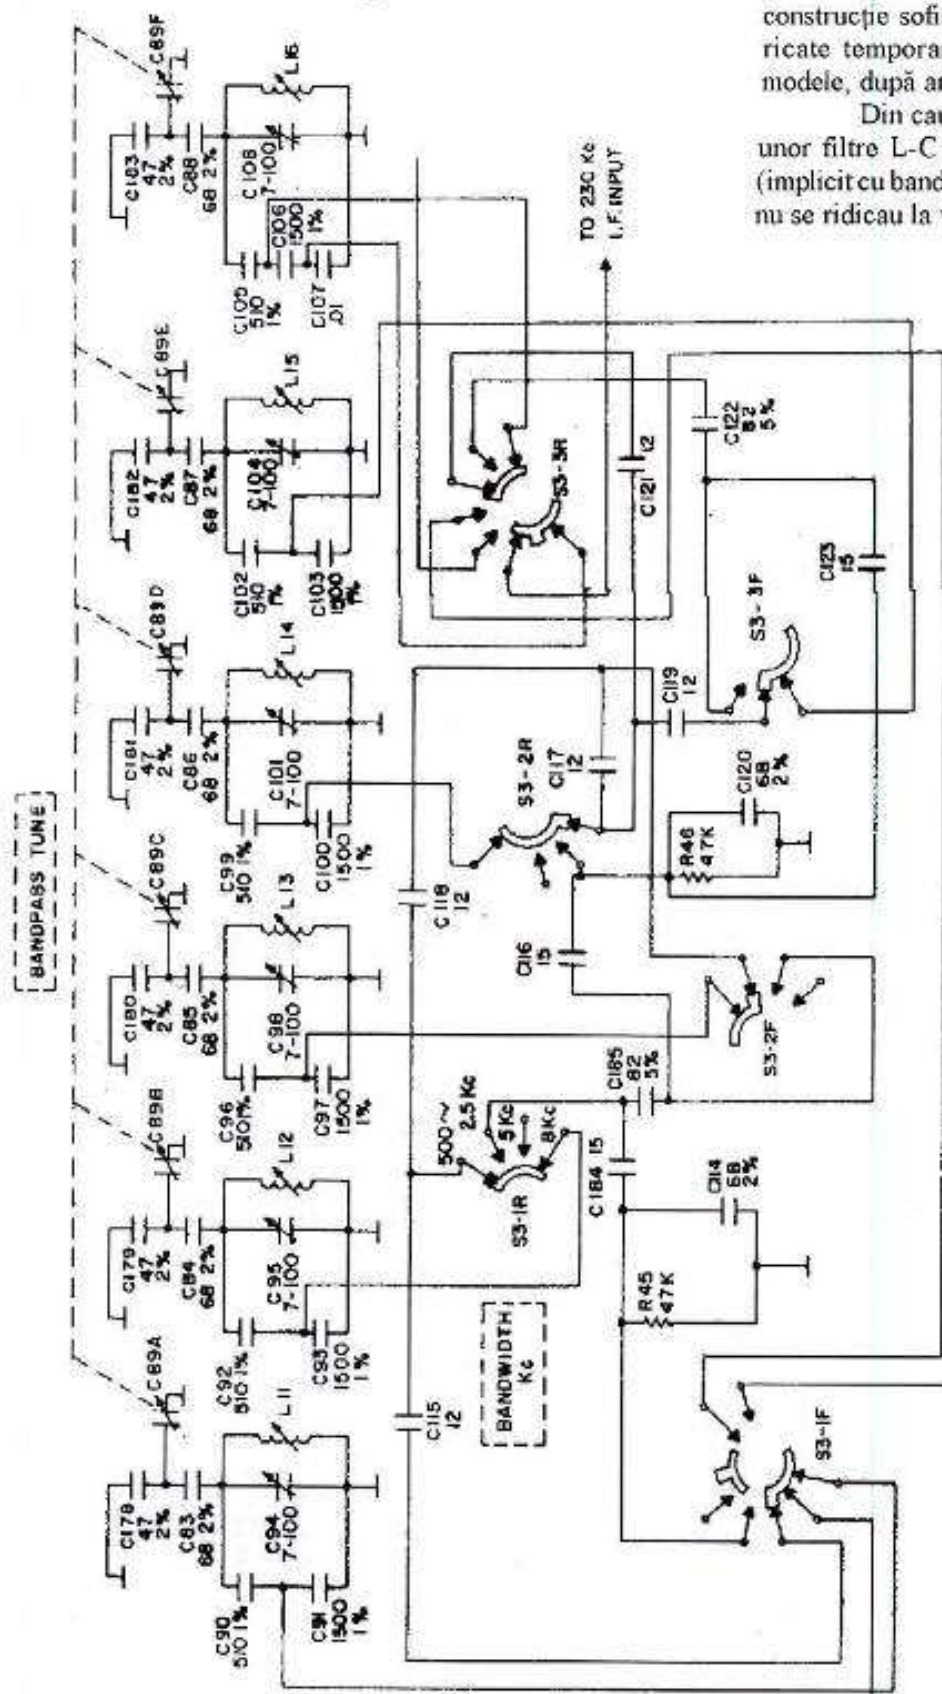 construcție sofi
ricate tempora
modele, după a
Din cau
unor filtre L-C
(implicit cu band
nu se ridicau la
BANDPASS TUNE
C89A
C89B
C89C
C89D
C89E
C89F
C178
47
2%
C83
68 2%
C90
510 1%
C94
7-100
L11
C91
1500
1%
C179
47
2%
C84
68 2%
C92
510 1%
C95
7-100
L12
C93
1500
1%
C180
47
2%
C85
68 2%
C96
510 1%
C98
7-100
L13
C97
1500
1%
C181
47
2%
C86
68 2%
C99
510 1%
C101
7-100
L14
C100
1500
1%
C182
47
2%
C87
68 2%
C102
510
1%
C104
7-100
L15
C103
1500
1%
C183
47
2%
C88
68 2%
C105
510
1%
C106
1500
1%
C107
.01
C108
7-100
L16
TO 230 Kc
I.F. INPUT
C115
12
C118
12
500~
2.5 Kc
5 Kc
8 Kc
S3-1R
BANDWIDTH
Kc
C116
15
S3-2R
C117
12
S3-3R
C121
12
C119
12
C122
82
5%
C123
15
S3-3F
C120
68
2%
R46
47K
S3-2F
C185
82
5%
C184 15
C114
68
2%
R45
47K
S3-1F